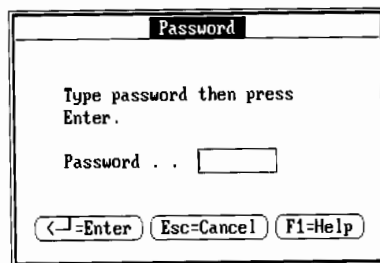 Password
Type password then press
Enter.
Password . .
<─┘=Enter Esc=Cancel F1=Help